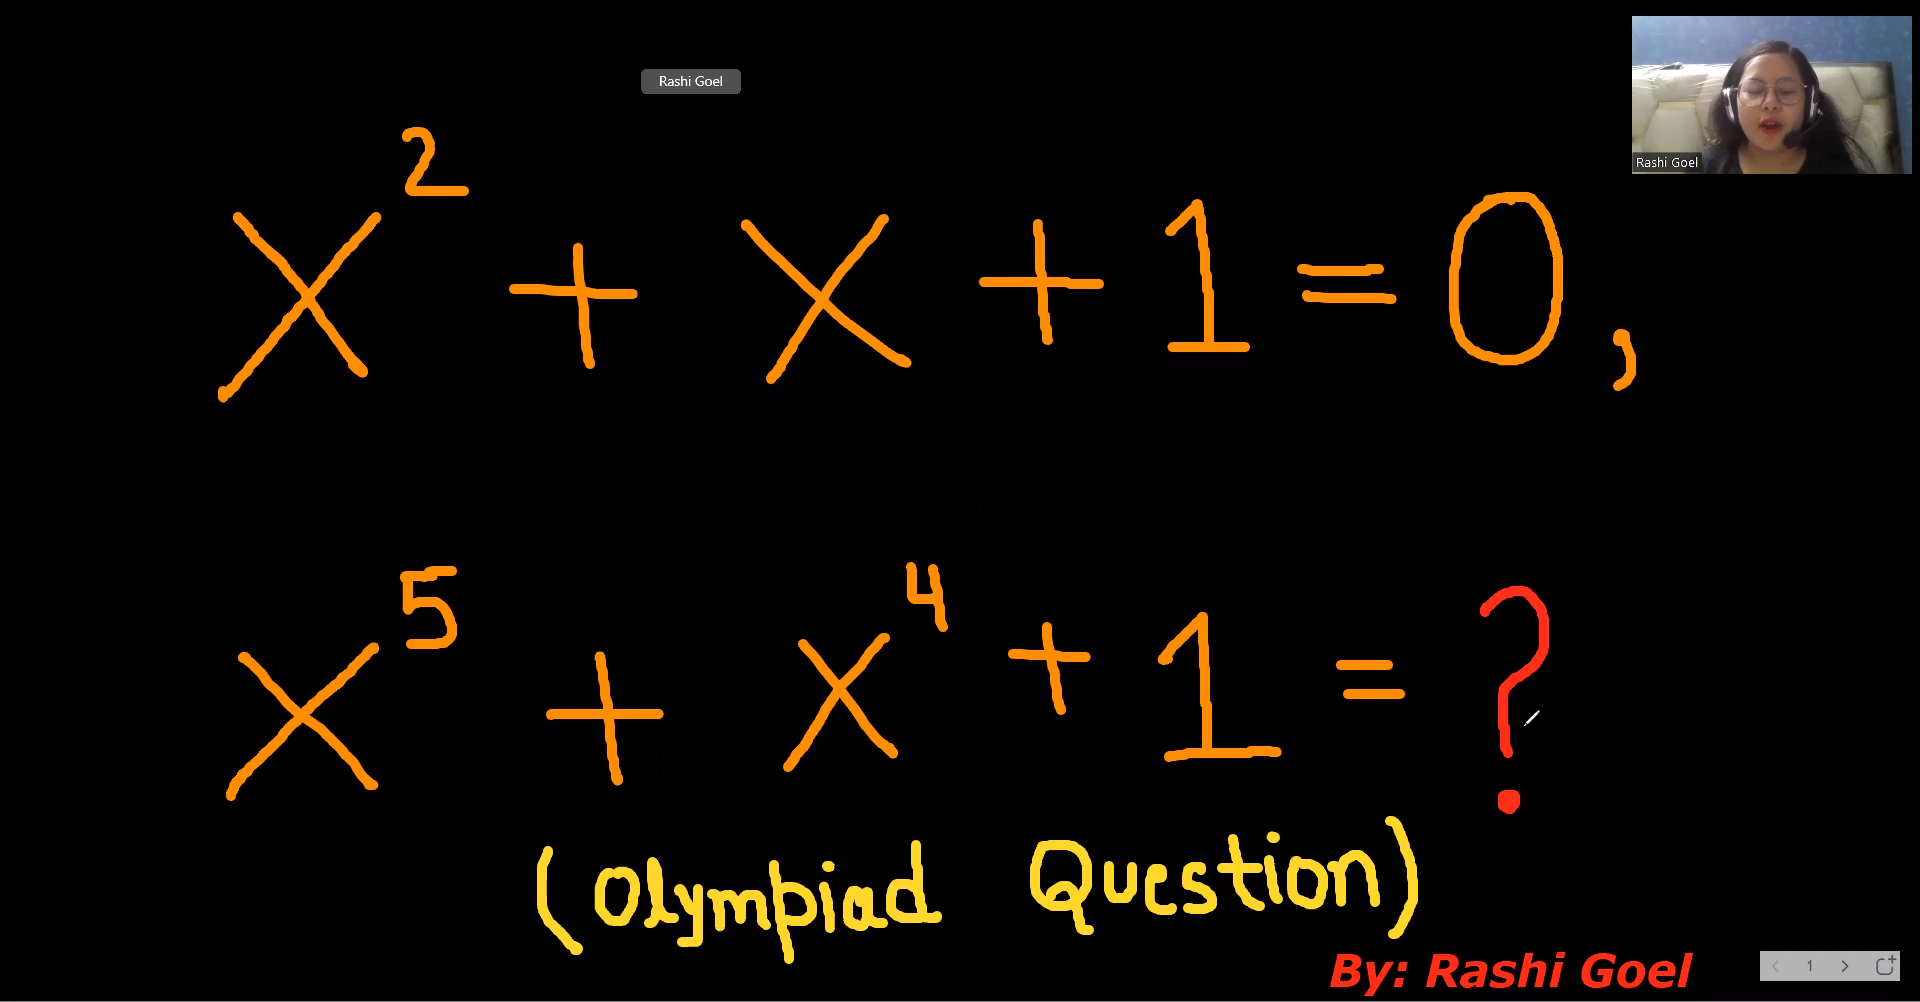 Rashi Goel
Rashi Goel
x² + x + 1 = 0,
x⁵ + x⁴ + 1 = ?
(Olympiad Question)
By: Rashi Goel
1